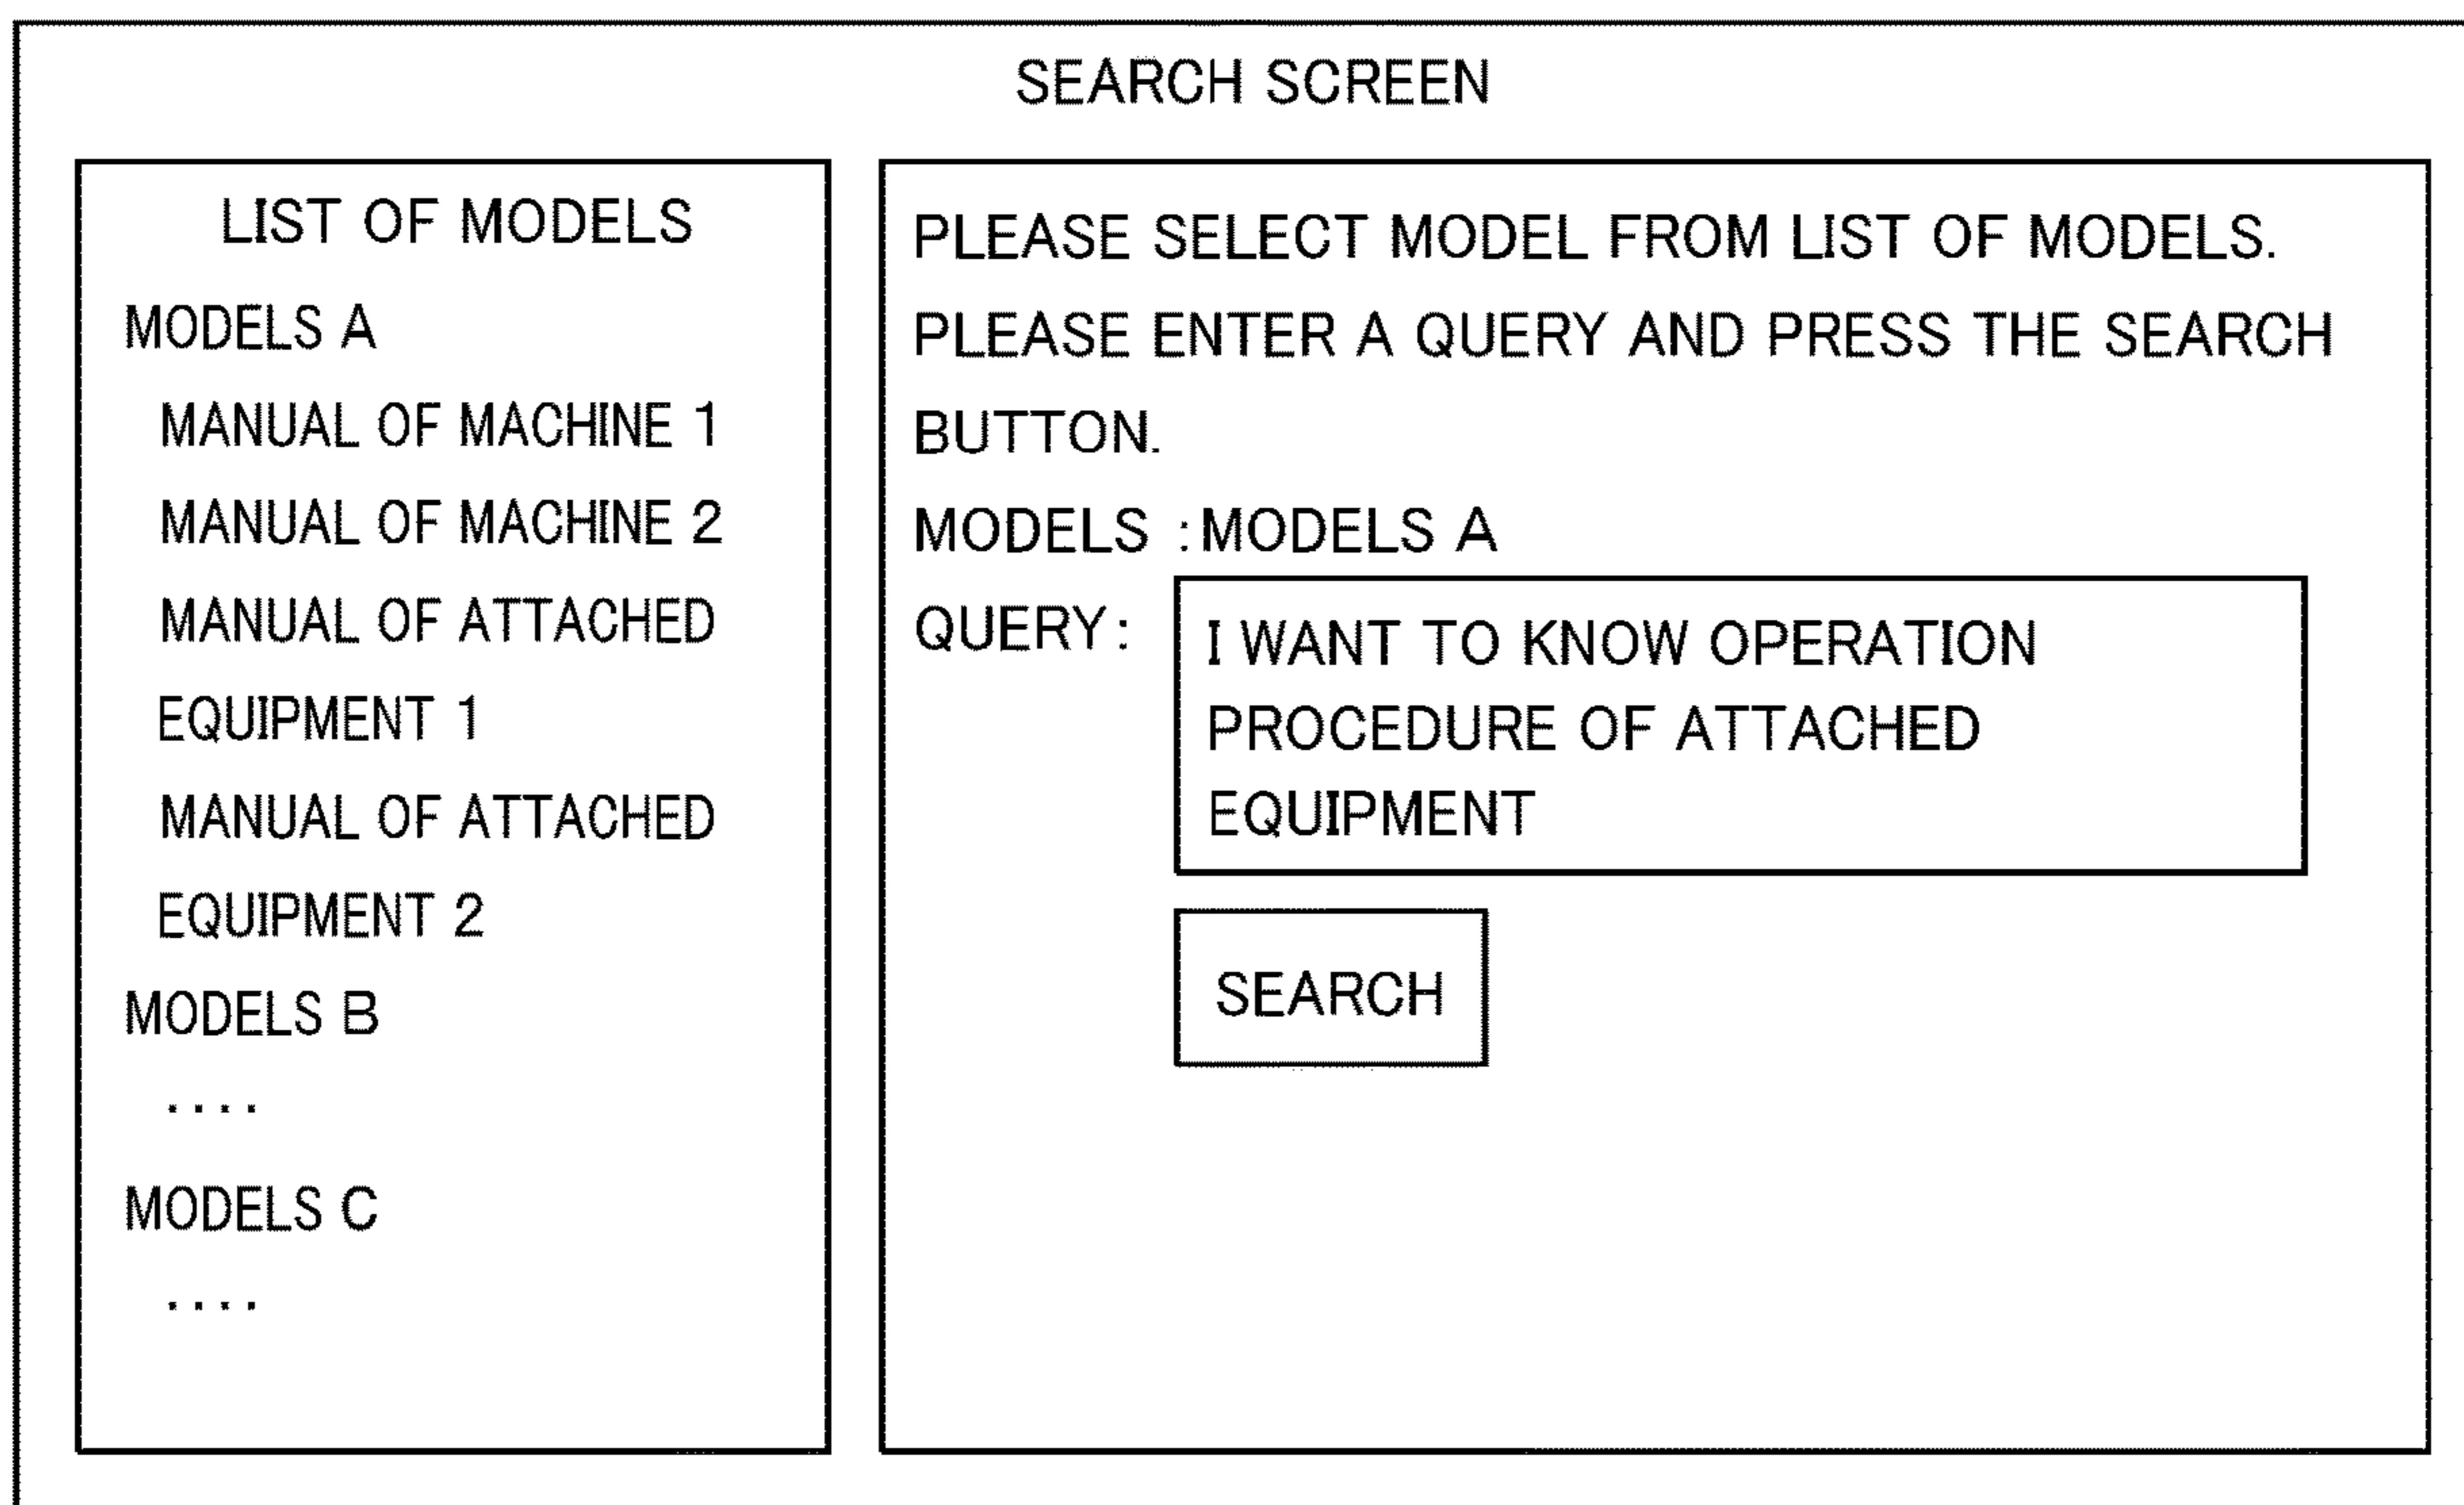 SEARCH SCREEN
LIST OF MODELS
MODELS A
MANUAL OF MACHINE 1
MANUAL OF MACHINE 2
MANUAL OF ATTACHED
EQUIPMENT 1
MANUAL OF ATTACHED
EQUIPMENT 2
MODELS B
....
MODELS C
....
PLEASE SELECT MODEL FROM LIST OF MODELS.
PLEASE ENTER A QUERY AND PRESS THE SEARCH
BUTTON.
MODELS :MODELS A
QUERY:
I WANT TO KNOW OPERATION
PROCEDURE OF ATTACHED
EQUIPMENT
SEARCH